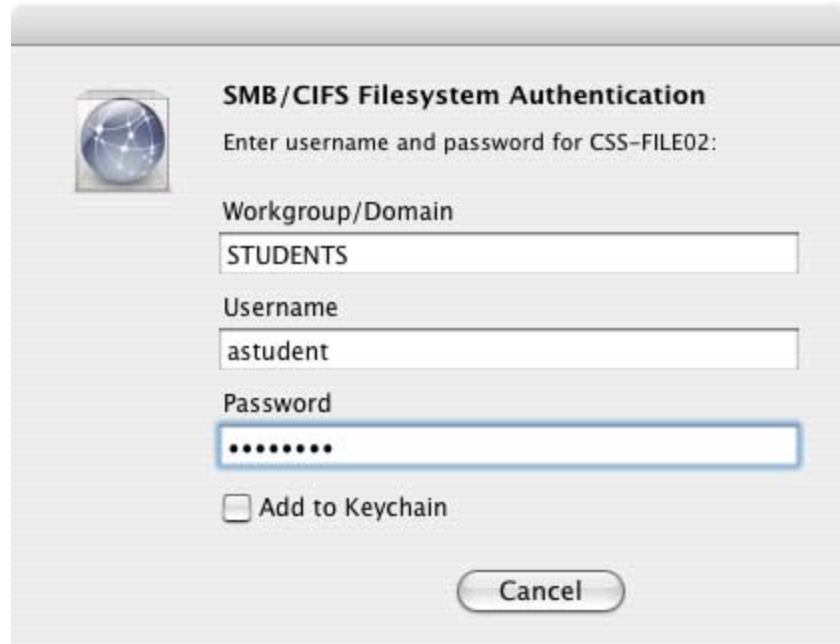 SMB/CIFS Filesystem Authentication
Enter username and password for CSS-FILE02:
Workgroup/Domain
STUDENTS
Username
astudent
Password
••••••••
Add to Keychain
Cancel